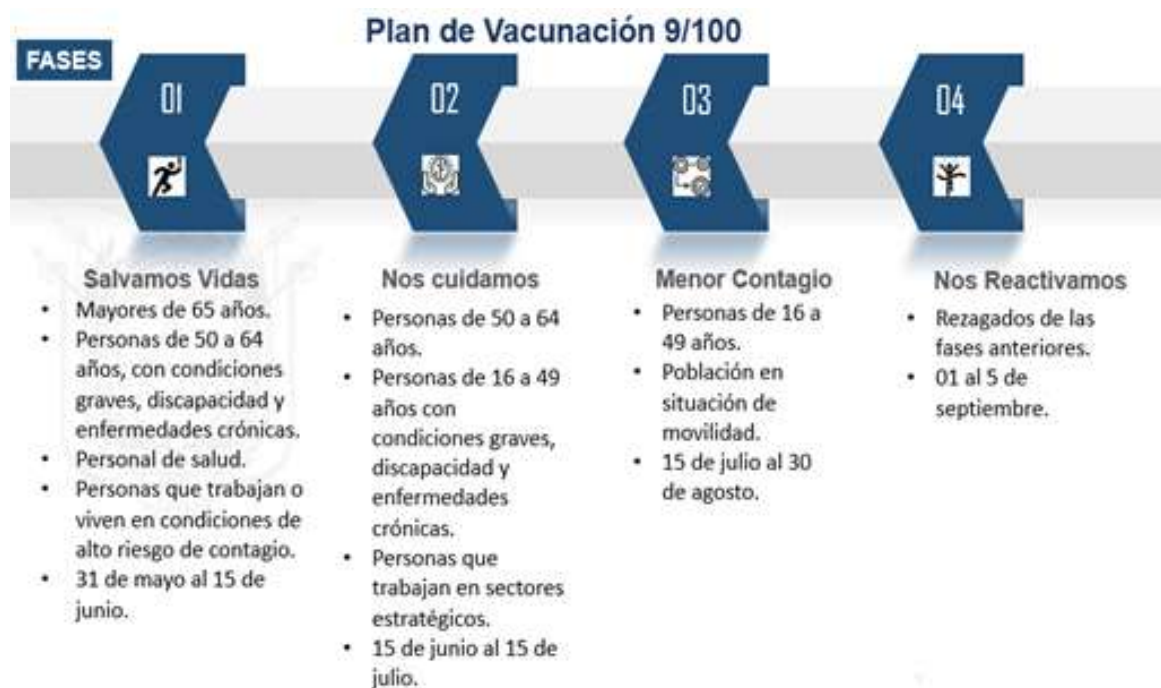 Plan de Vacunación 9/100
FASES
01
02
03
04
Salvamos Vidas
• Mayores de 65 años.
• Personas de 50 a 64
años, con condiciones
graves, discapacidad y
enfermedades crónicas.
• Personal de salud.
• Personas que trabajan o
viven en condiciones de
alto riesgo de contagio.
• 31 de mayo al 15 de
junio.
Nos cuidamos
• Personas de 50 a 64
años.
• Personas de 16 a 49
años con
condiciones graves,
discapacidad y
enfermedades
crónicas.
• Personas que
trabajan en sectores
estratégicos.
• 15 de junio al 15 de
julio.
Menor Contagio
• Personas de 16 a
49 años.
• Población en
situación de
movilidad.
• 15 de julio al 30
de agosto.
Nos Reactivamos
• Rezagados de las
fases anteriores.
• 01 al 5 de
septiembre.